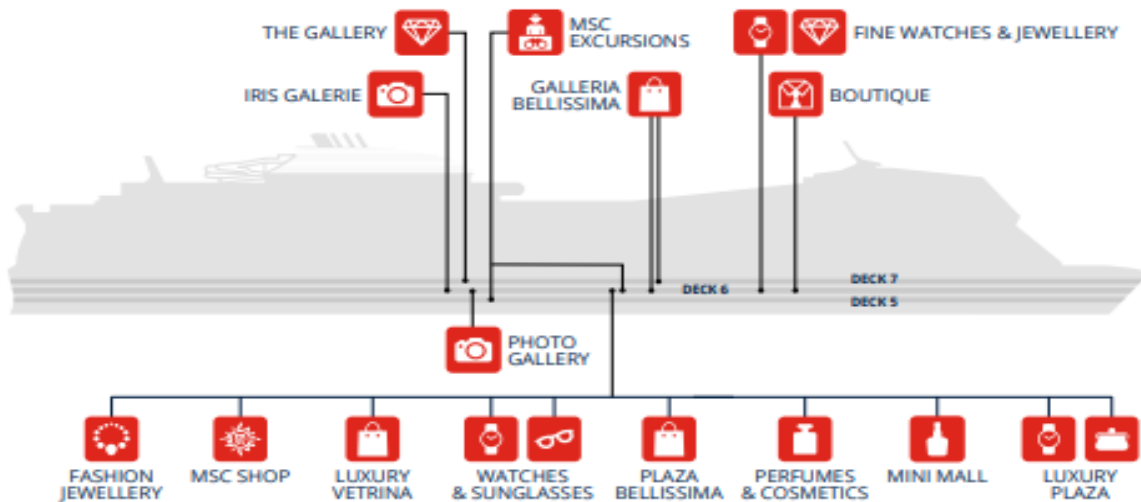 THE GALLERY
MSC
EXCURSIONS
FINE WATCHES & JEWELLERY
IRIS GALERIE
GALLERIA
BELLISSIMA
BOUTIQUE
DECK 7
DECK 6
DECK 5
PHOTO
GALLERY
FASHION
JEWELLERY
MSC SHOP
LUXURY
VETRINA
WATCHES
& SUNGLASSES
PLAZA
BELLISSIMA
PERFUMES
& COSMETICS
MINI MALL
LUXURY
PLAZA